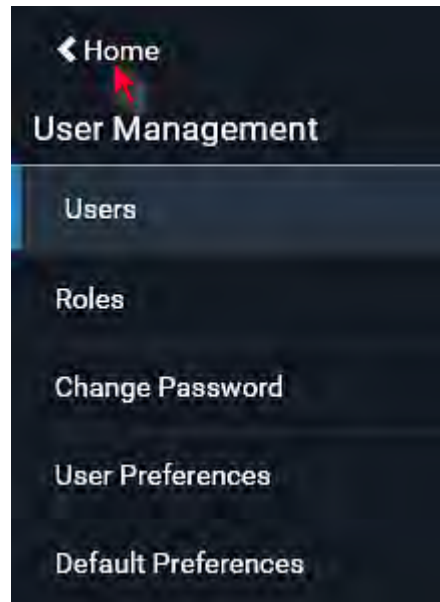 Home
User Management
Users
Roles
Change Password
User Preferences
Default Preferences